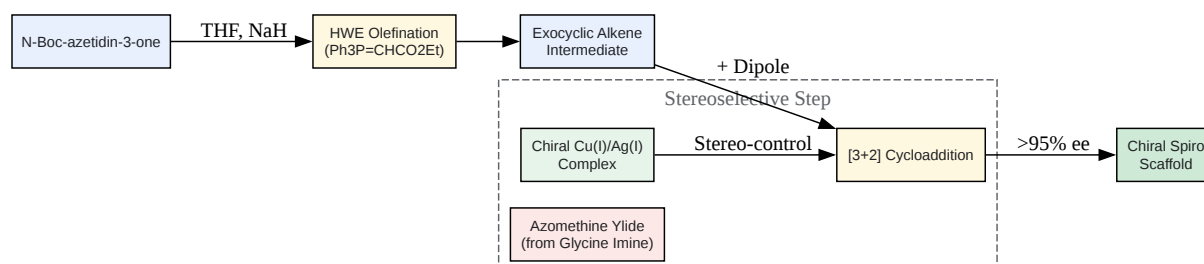 N-Boc-azetidin-3-one
THF, NaH
HWE Olefination
(Ph3P=CHCO2Et)
Exocyclic Alkene
Intermediate
+ Dipole
Stereoselective Step
Chiral Cu(I)/Ag(I)
Complex
Stereo-control
[3+2] Cycloaddition
>95% ee
Chiral Spiro
Scaffold
Azomethine Ylide
(from Glycine Imine)